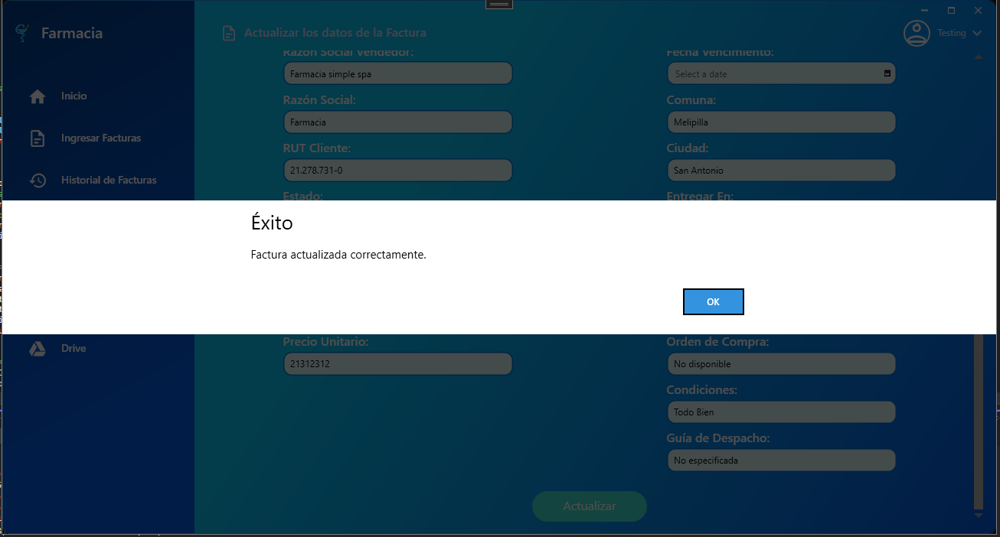 Farmacia
Actualizar los datos de la Factura
Testing
Inicio
Ingresar Facturas
Historial de Facturas
Drive
Razón Social Vendedor:
Farmacia simple spa
Razón Social:
Farmacia
RUT Cliente:
21.278.731-0
Estado:
Fecha Vencimiento:
Select a date
Comuna:
Melipilla
Ciudad:
San Antonio
Entregar En:
Éxito
Factura actualizada correctamente.
OK
Precio Unitario:
21312312
Orden de Compra:
No disponible
Condiciones:
Todo Bien
Guía de Despacho:
No especificada
Actualizar